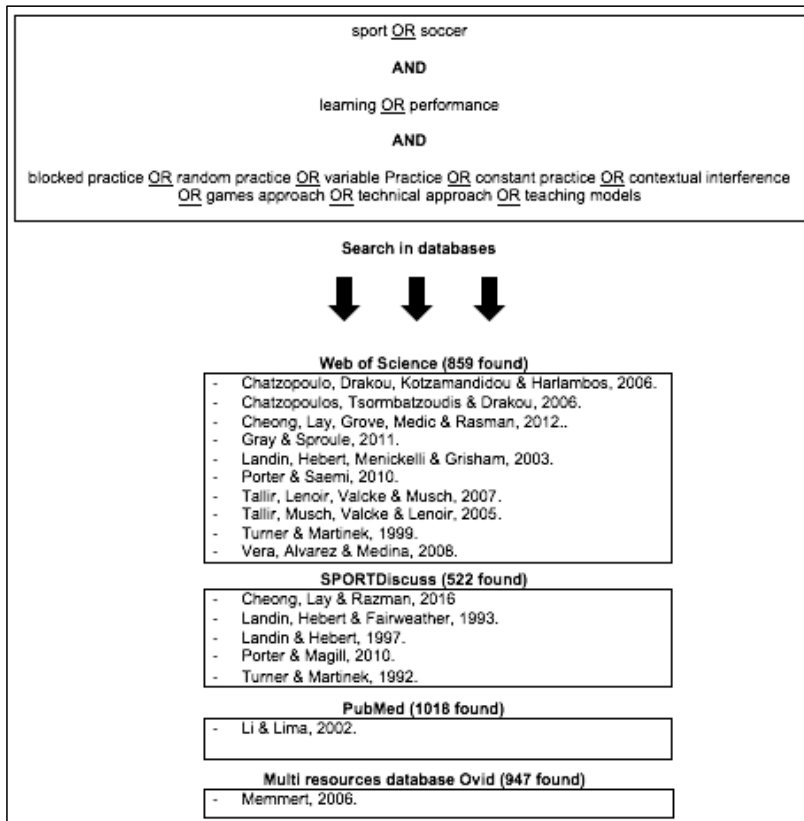 sport OR soccer
AND
learning OR performance
AND
blocked practice OR random practice OR variable Practice OR constant practice OR contextual interference
OR games approach OR technical approach OR teaching models
Search in databases
Web of Science (859 found)
- Chatzopoulo, Drakou, Kotzamandidou & Harlambos, 2006.
- Chatzopoulos, Tsormbatzoudis & Drakou, 2006.
- Cheong, Lay, Grove, Medic & Rasman, 2012..
- Gray & Sproule, 2011.
- Landin, Hebert, Menickelli & Grisham, 2003.
- Porter & Saemi, 2010.
- Tallir, Lenoir, Valcke & Musch, 2007.
- Tallir, Musch, Valcke & Lenoir, 2005.
- Turner & Martinek, 1999.
- Vera, Alvarez & Medina, 2008.
SPORTDiscuss (522 found)
- Cheong, Lay & Razman, 2016
- Landin, Hebert & Fairweather, 1993.
- Landin & Hebert, 1997.
- Porter & Magill, 2010.
- Turner & Martinek, 1992.
PubMed (1018 found)
- Li & Lima, 2002.
Multi resources database Ovid (947 found)
- Memmert, 2006.